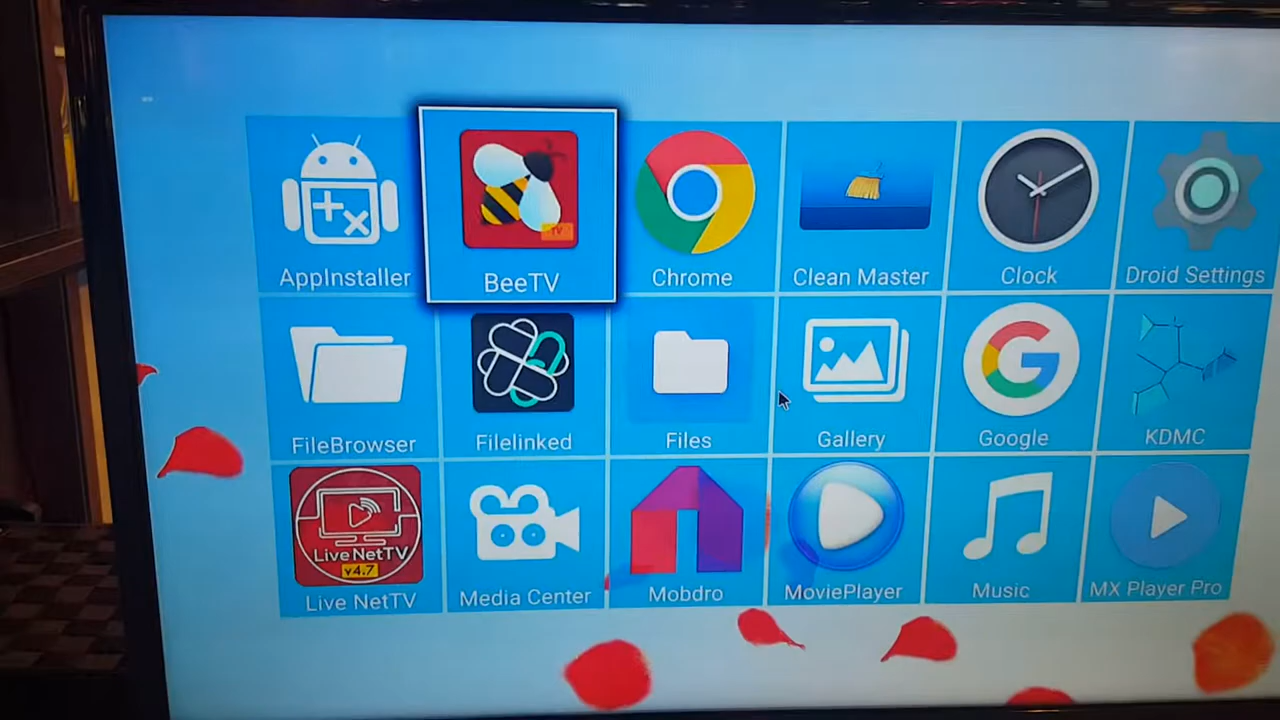 AppInstaller
BeeTV
Chrome
Clean Master
Clock
Droid Settings
FileBrowser
Filelinked
Files
Gallery
Google
KDMC
Live NetTV
v4.7
Live NetTV
Media Center
Mobdro
MoviePlayer
Music
MX Player Pro
TV